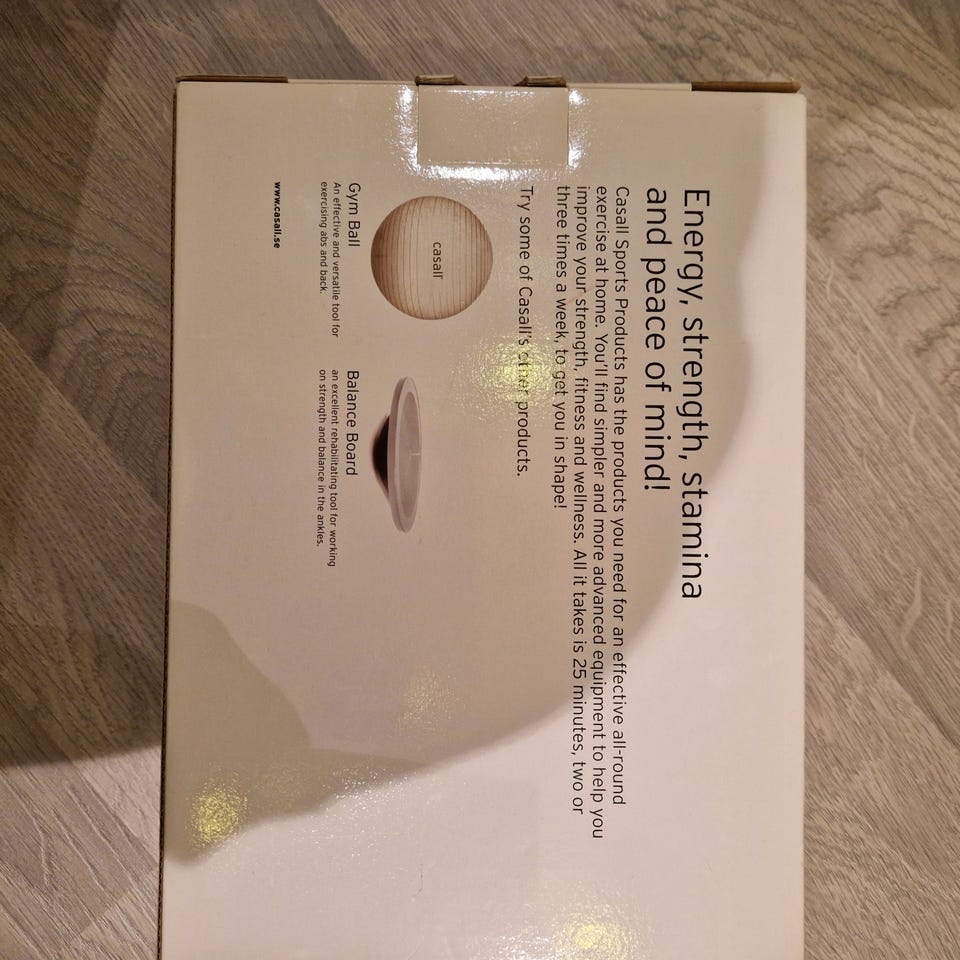 Energy, strength, stamina
and peace of mind!
Casall Sports Products has the products you need for an effective all-round
exercise at home. You'll find simpler and more advanced equipment to help you
improve your strength, fitness and wellness. All it takes is 25 minutes, two or
three times a week, to get you in shape!
Try some of Casall's other products.
casall
Gym Ball
An effective and versatile tool for
exercising abs and back.
Balance Board
an excellent rehabilitating tool for working
on strength and balance in the ankles.
www.casall.se